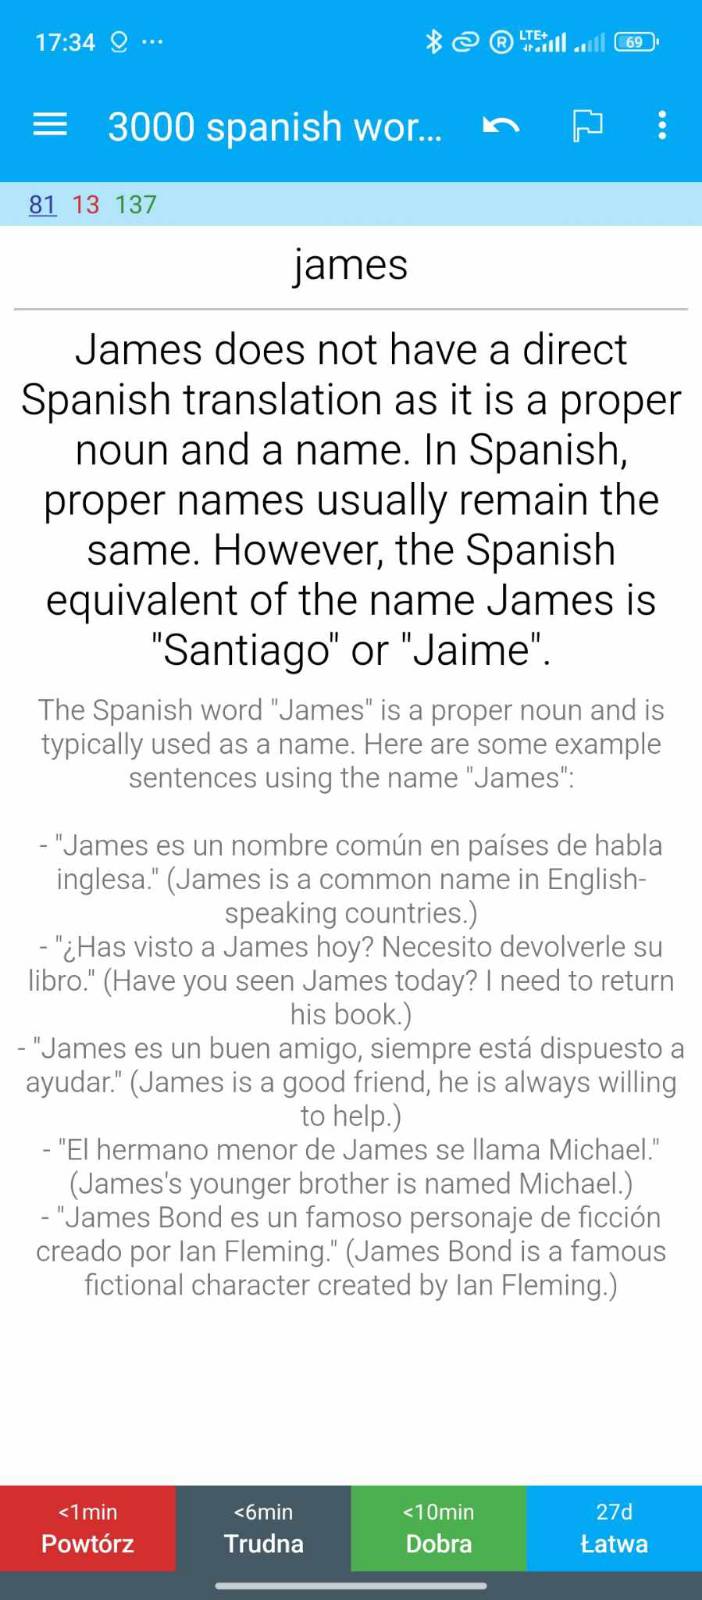 17:34
LTE+
69
3000 spanish wor...
81 13 137
james
James does not have a direct
Spanish translation as it is a proper
noun and a name. In Spanish,
proper names usually remain the
same. However, the Spanish
equivalent of the name James is
"Santiago" or "Jaime".
The Spanish word "James" is a proper noun and is
typically used as a name. Here are some example
sentences using the name "James":
- "James es un nombre común en países de habla
inglesa." (James is a common name in English-
speaking countries.)
- "¿Has visto a James hoy? Necesito devolverle su
libro." (Have you seen James today? I need to return
his book.)
- "James es un buen amigo, siempre está dispuesto a
ayudar." (James is a good friend, he is always willing
to help.)
- "El hermano menor de James se llama Michael."
(James's younger brother is named Michael.)
- "James Bond es un famoso personaje de ficción
creado por Ian Fleming." (James Bond is a famous
fictional character created by Ian Fleming.)
<1min <6min <10min 27d
Powtórz Trudna Dobra Łatwa